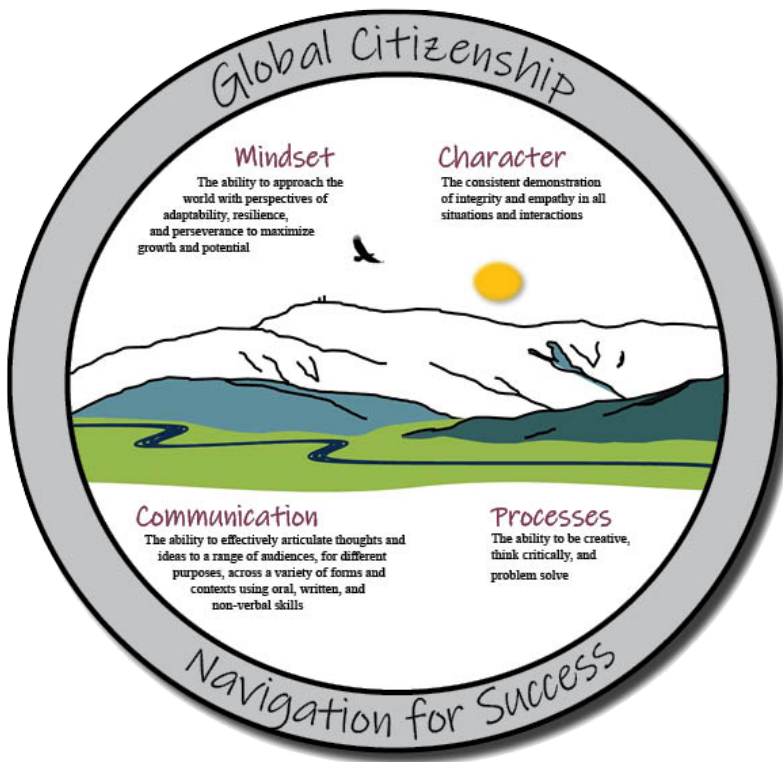 Global Citizenship
Mindset
The ability to approach the
world with perspectives of
adaptability, resilience,
and perseverance to maximize
growth and potential
Character
The consistent demonstration
of integrity and empathy in all
situations and interactions
Communication
The ability to effectively articulate thoughts and
ideas to a range of audiences, for different
purposes, across a variety of forms and
contexts using oral, written, and
non-verbal skills
Processes
The ability to be creative,
think critically, and
problem solve
Navigation for Success